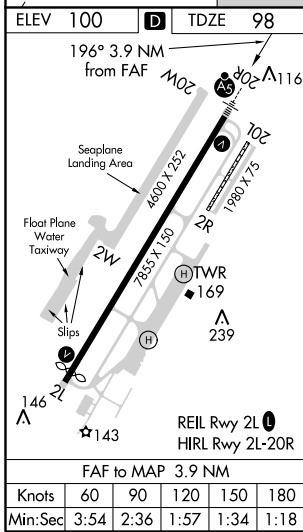 ELEV 100 D TDZE 98
196° 3.9 NM
from FAF
20W
A5
20R
116
V
20L
Seaplane
Landing Area
4600 X 252
1980 X 75
Float Plane
Water
Taxiway
2W
7855 X 150
2R
H TWR
169
Slips
239
V
H
2L
146
143
REIL Rwy 2L L
HIRL Rwy 2L-20R
FAF to MAP 3.9 NM
Knots 60 90 120 150 180
Min:Sec 3:54 2:36 1:57 1:34 1:18